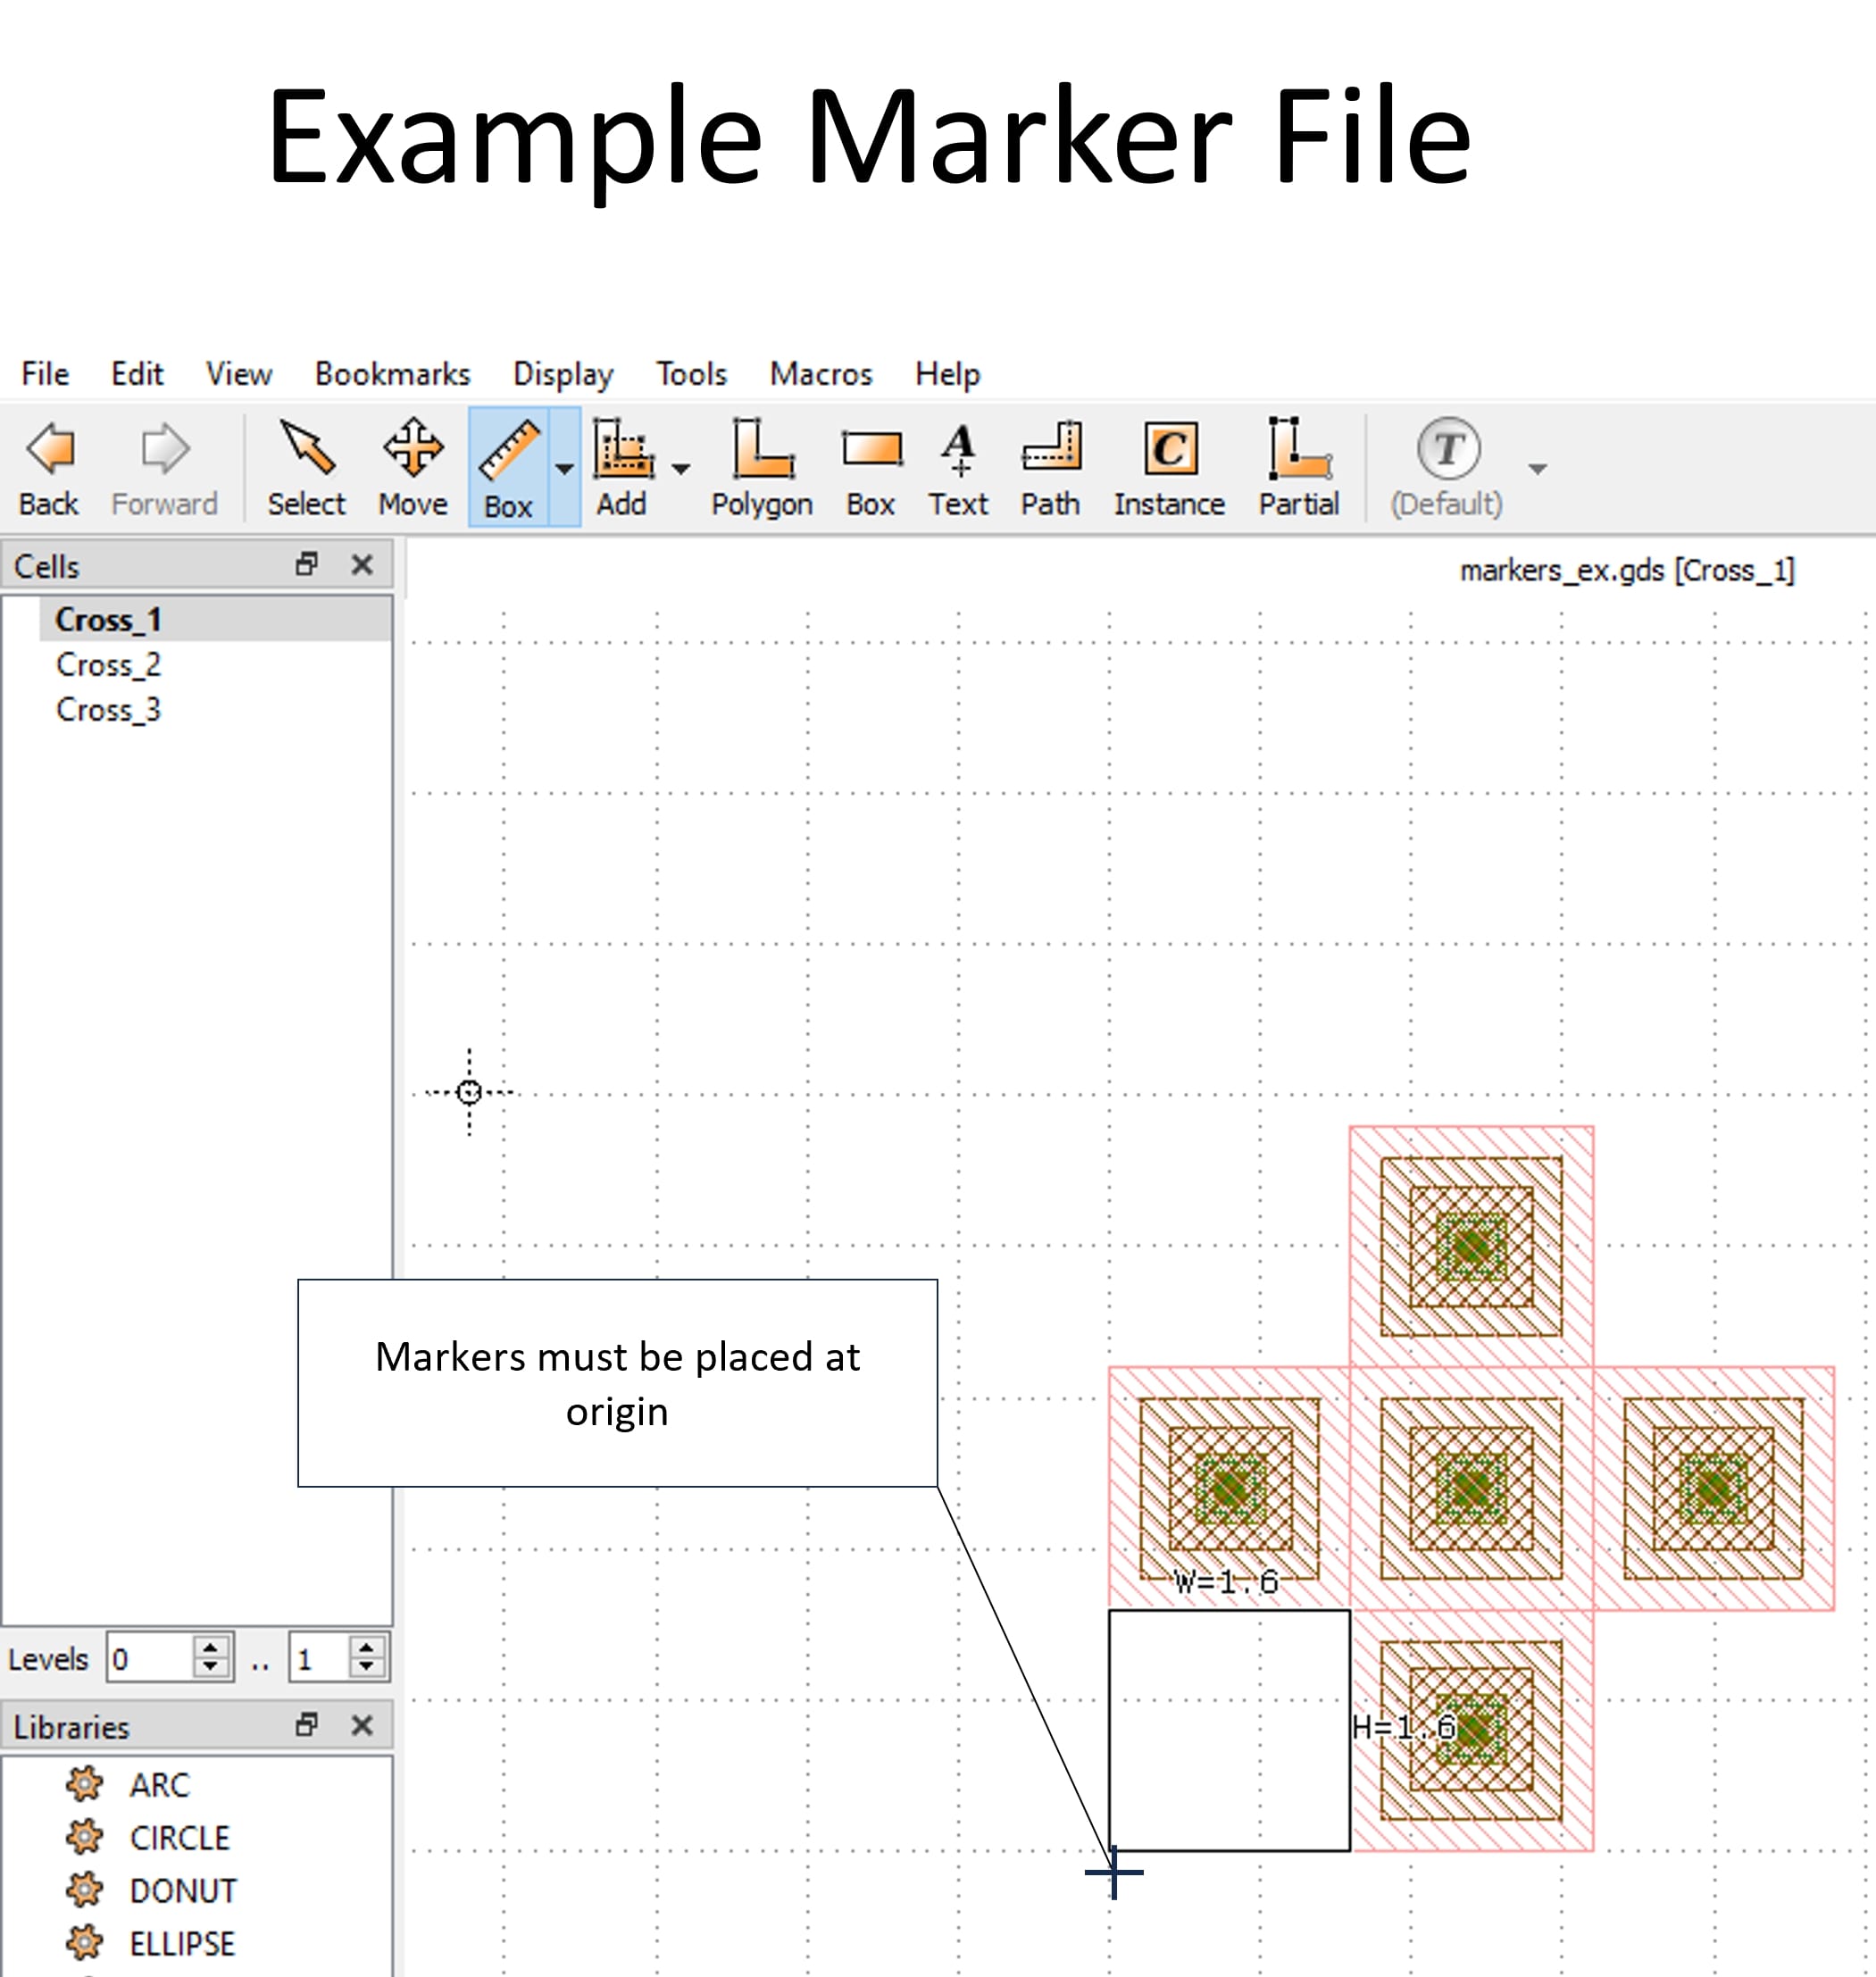 Example Marker File
File Edit View Bookmarks Display Tools Macros Help
Back Forward Select Move Box Add Polygon Box Text Path Instance Partial (Default)
Cells
markers_ex.gds [Cross_1]
Cross_1
Cross_2
Cross_3
Markers must be placed at
origin
W=1.6
H=1.6
Levels 0 .. 1
Libraries
ARC
CIRCLE
DONUT
ELLIPSE